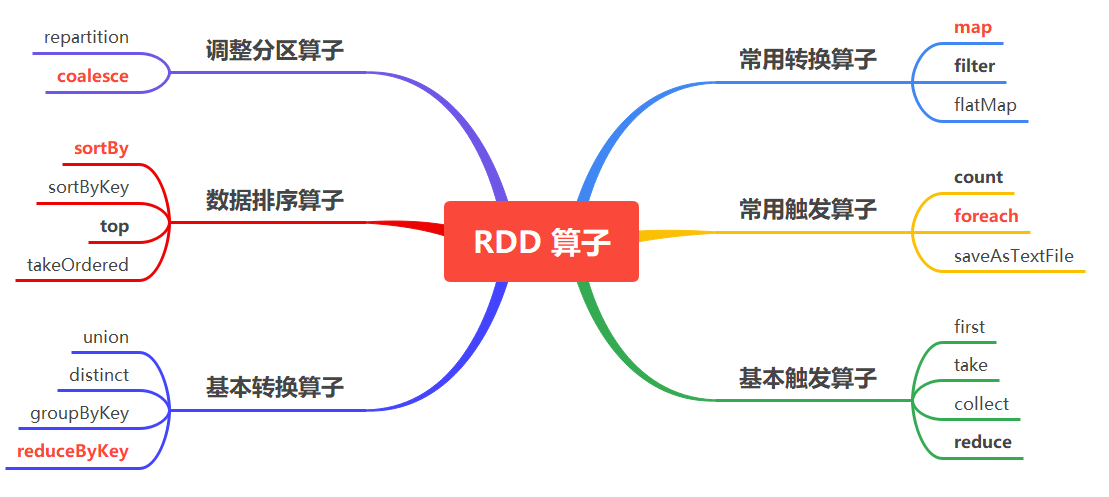 RDD 算子
调整分区算子
repartition
coalesce
数据排序算子
sortBy
sortByKey
top
takeOrdered
基本转换算子
union
distinct
groupByKey
reduceByKey
常用转换算子
map
filter
flatMap
常用触发算子
count
foreach
saveAsTextFile
基本触发算子
first
take
collect
reduce